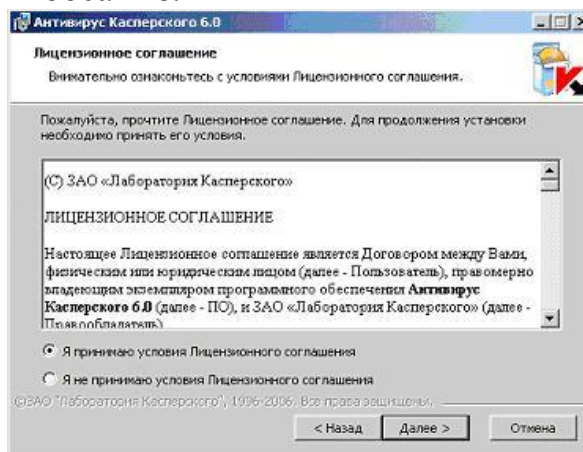 Антивирус Касперского 6.0
Лицензионное соглашение
Внимательно ознакомьтесь с условиями Лицензионного соглашения.
Пожалуйста, прочтите Лицензионное соглашение. Для продолжения установки
необходимо принять его условия.
(C) ЗАО «Лаборатория Касперского»
ЛИЦЕНЗИОННОЕ СОГЛАШЕНИЕ
Настоящее Лицензионное соглашение является Договором между Вами,
физическим или юридическим лицом (далее - Пользователь), правомерно
владеющим экземпляром программного обеспечения Антивирус
Касперского 6.0 (далее - ПО), и ЗАО «Лаборатория Касперского» (далее -
Правообладатель)
Я принимаю условия Лицензионного соглашения
Я не принимаю условия Лицензионного соглашения
©ЗАО "Лаборатория Касперского", 1996-2006. Все права защищены.
< Назад Далее > Отмена